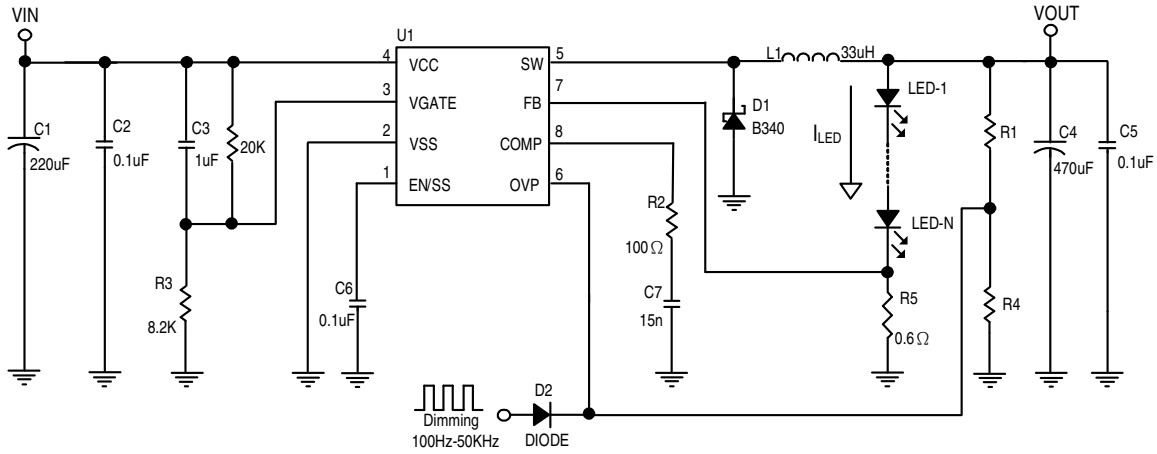 VIN
VOUT
U1
4
VCC
3
VGATE
2
VSS
1
EN/SS
SW
5
FB
7
COMP
8
OVP
6
C1
220uF
C2
0.1uF
C3
1uF
20K
R3
8.2K
C6
0.1uF
L1
33uH
D1
B340
R2
100Ω
C7
15n
I LED
LED-1
LED-N
R5
0.6Ω
R1
R4
C4
470uF
C5
0.1uF
D2
DIODE
Dimming
100Hz-50KHz